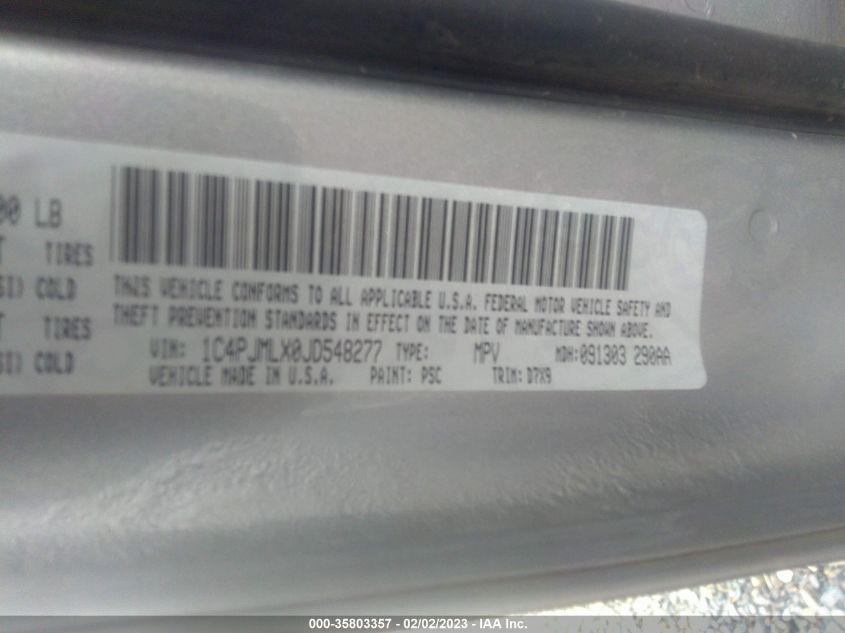 00 LB
T TIRES
SI) COLD
T TIRES
SI) COLD
THIS VEHICLE CONFORMS TO ALL APPLICABLE U.S.A. FEDERAL MOTOR VEHICLE SAFETY AND
THEFT PREVENTION STANDARDS IN EFFECT ON THE DATE OF MANUFACTURE SHOWN ABOVE.
VIN: 1C4PJMLX0JD548277 TYPE: MPV MDH:091303 290AA
VEHICLE MADE IN U.S.A. PAINT: PSC TRIM: D7X9
000-35803357 - 02/02/2023 - IAA Inc.